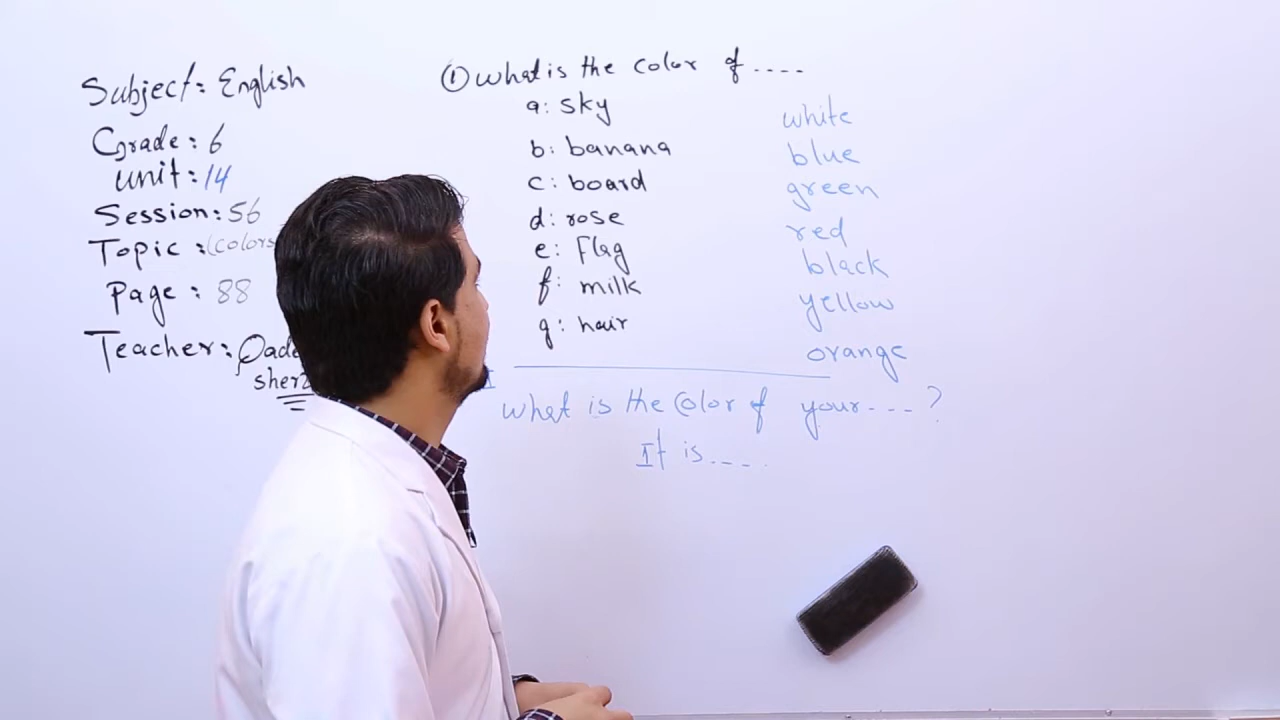 Subject: English
Grade: 6
unit: 14
Session: 56
Topic: (colors
Page: 88
Teacher:
① what is the color of ....
a: sky
b: banana
c: board
d: rose
e: Flag
f: milk
g: hair
white
blue
green
red
black
yellow
orange
What is the color of your --- ?
It is ----